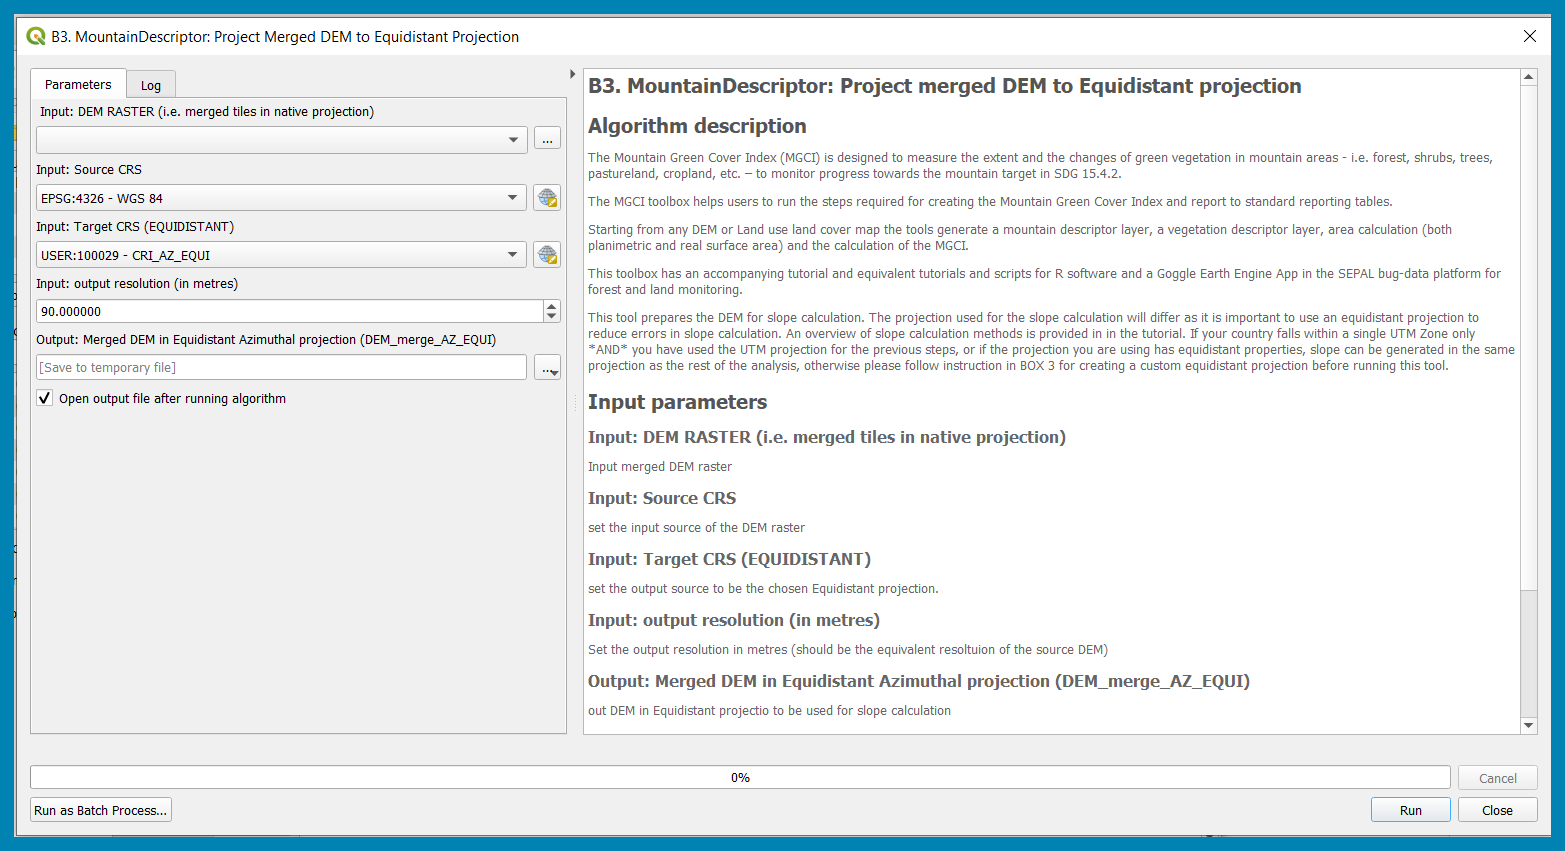 B3. MountainDescriptor: Project Merged DEM to Equidistant Projection
Parameters
Log
Input: DEM RASTER (i.e. merged tiles in native projection)
...
Input: Source CRS
EPSG:4326 - WGS 84
Input: Target CRS (EQUIDISTANT)
USER:100029 - CRI_AZ_EQUI
Input: output resolution (in metres)
90.000000
Output: Merged DEM in Equidistant Azimuthal projection (DEM_merge_AZ_EQUI)
[Save to temporary file]
...
Open output file after running algorithm
B3. MountainDescriptor: Project merged DEM to Equidistant projection
Algorithm description
The Mountain Green Cover Index (MGCI) is designed to measure the extent and the changes of green vegetation in mountain areas - i.e. forest, shrubs, trees,
pastureland, cropland, etc. – to monitor progress towards the mountain target in SDG 15.4.2.
The MGCI toolbox helps users to run the steps required for creating the Mountain Green Cover Index and report to standard reporting tables.
Starting from any DEM or Land use land cover map the tools generate a mountain descriptor layer, a vegetation descriptor layer, area calculation (both
planimetric and real surface area) and the calculation of the MGCI.
This toolbox has an accompanying tutorial and equivalent tutorials and scripts for R software and a Goggle Earth Engine App in the SEPAL bug-data platform for
forest and land monitoring.
This tool prepares the DEM for slope calculation. The projection used for the slope calculation will differ as it is important to use an equidistant projection to
reduce errors in slope calculation. An overview of slope calculation methods is provided in in the tutorial. If your country falls within a single UTM Zone only
*AND* you have used the UTM projection for the previous steps, or if the projection you are using has equidistant properties, slope can be generated in the same
projection as the rest of the analysis, otherwise please follow instruction in BOX 3 for creating a custom equidistant projection before running this tool.
Input parameters
Input: DEM RASTER (i.e. merged tiles in native projection)
Input merged DEM raster
Input: Source CRS
set the input source of the DEM raster
Input: Target CRS (EQUIDISTANT)
set the output source to be the chosen Equidistant projection.
Input: output resolution (in metres)
Set the output resolution in metres (should be the equivalent resoltuion of the source DEM)
Output: Merged DEM in Equidistant Azimuthal projection (DEM_merge_AZ_EQUI)
out DEM in Equidistant projectio to be used for slope calculation
0%
Cancel
Run as Batch Process...
Run
Close